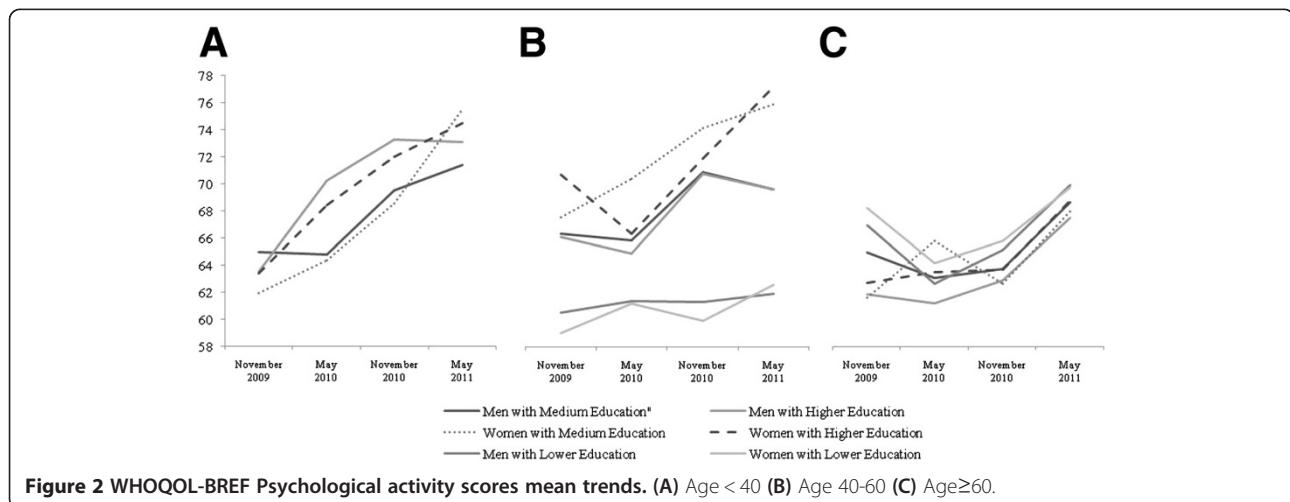 A B C
78
76
74
72
70
68
66
64
62
60
58
November 2009 May 2010 November 2010 May 2011 November 2009 May 2010 November 2010 May 2011 November 2009 May 2010 November 2010 May 2011
Men with Medium Education" Men with Higher Education
Women with Medium Education Women with Higher Education
Men with Lower Education Women with Lower Education
Figure 2 WHOQOL-BREF Psychological activity scores mean trends. (A) Age < 40 (B) Age 40-60 (C) Age≥60.